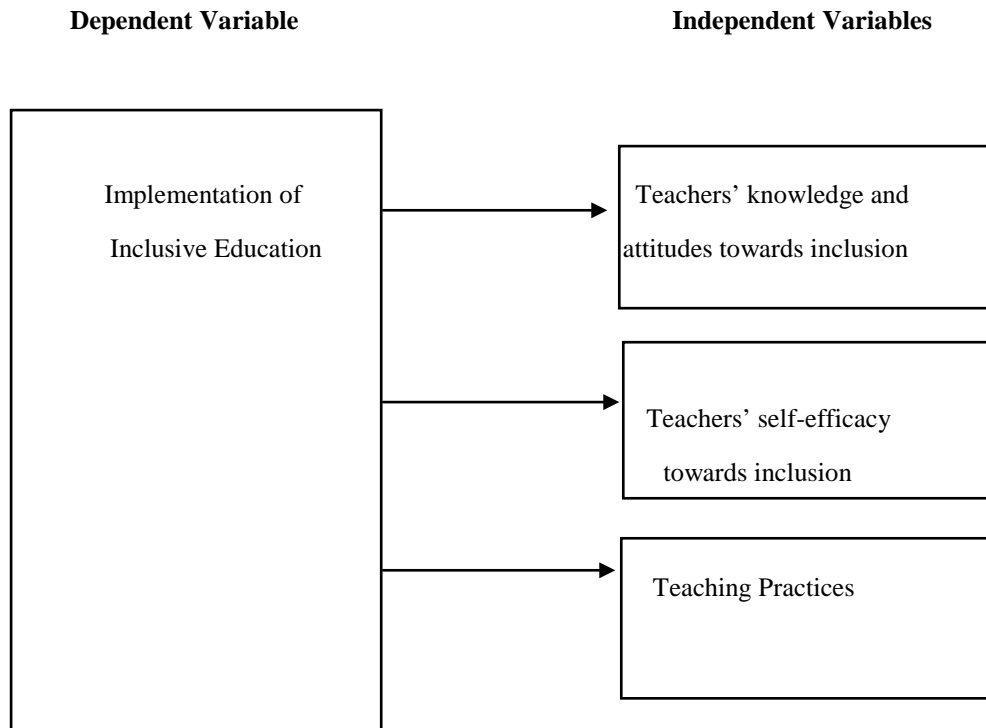 Dependent Variable
Independent Variables
Implementation of
Inclusive Education
Teachers’ knowledge and
attitudes towards inclusion
Teachers’ self-efficacy
towards inclusion
Teaching Practices